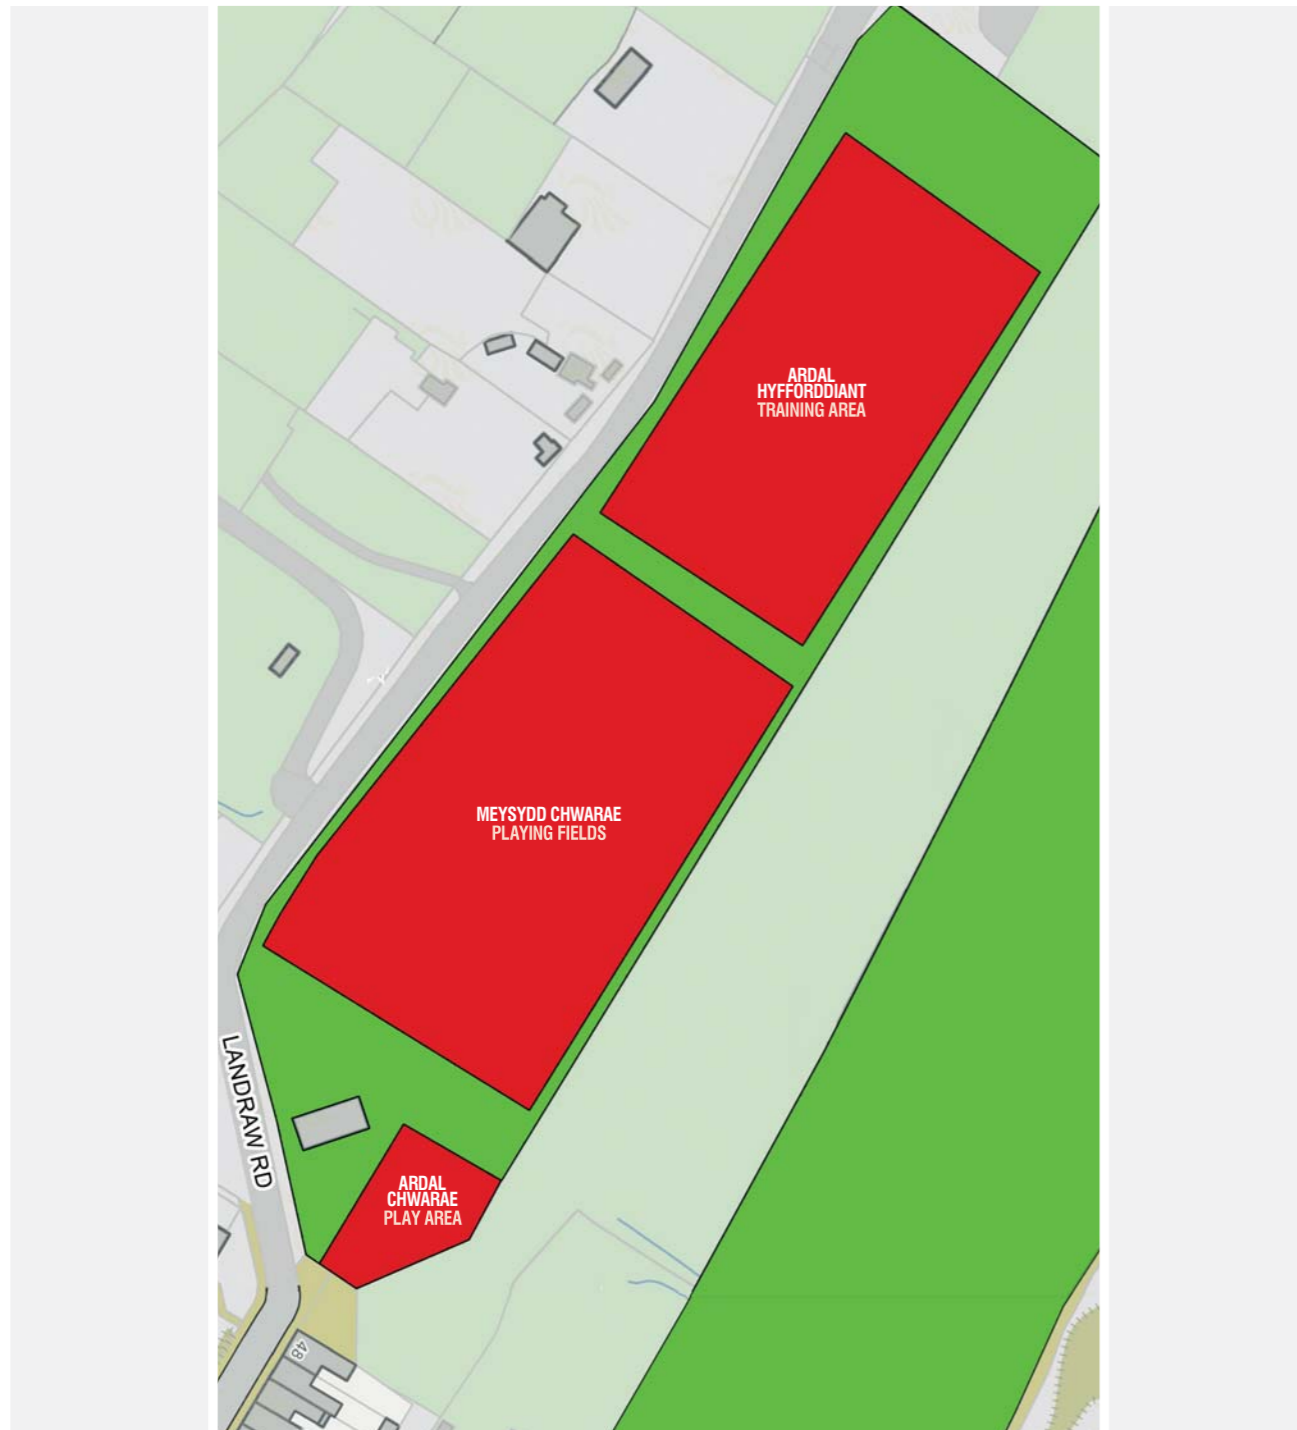 ARDAL
HYFFORDDIANT
TRAINING AREA
MEYSYDD CHWARAE
PLAYING FIELDS
LANDRAW RD
ARDAL
CHWARAE
PLAY AREA
48